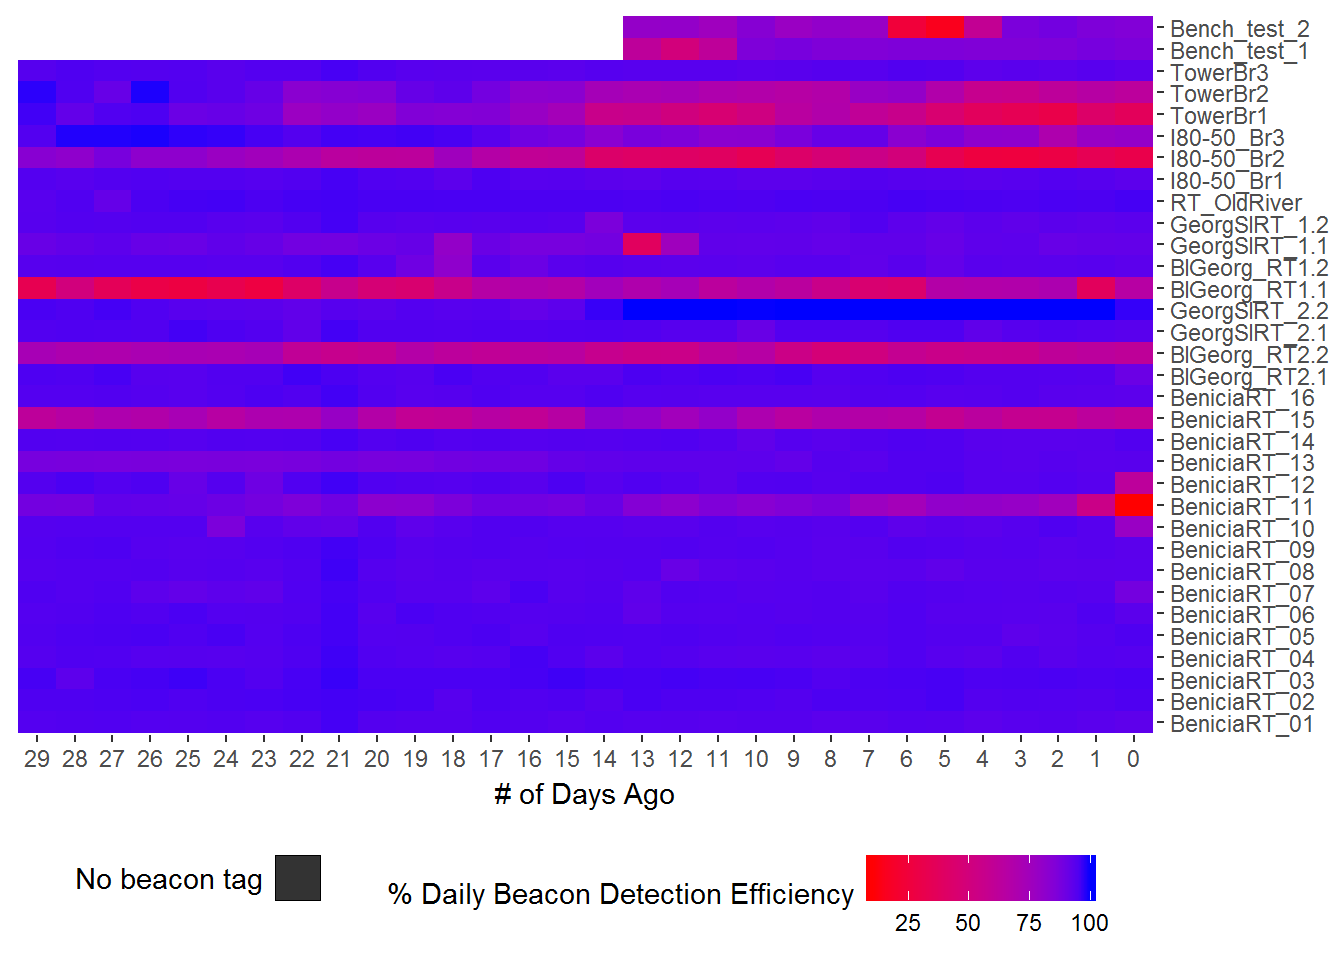 Bench_test_2
Bench_test_1
TowerBr3
TowerBr2
TowerBr1
I80-50_Br3
I80-50_Br2
I80-50_Br1
RT_OldRiver
GeorgSlRT_1.2
GeorgSlRT_1.1
BlGeorg_RT1.2
BlGeorg_RT1.1
GeorgSlRT_2.2
GeorgSlRT_2.1
BlGeorg_RT2.2
BlGeorg_RT2.1
BeniciaRT_16
BeniciaRT_15
BeniciaRT_14
BeniciaRT_13
BeniciaRT_12
BeniciaRT_11
BeniciaRT_10
BeniciaRT_09
BeniciaRT_08
BeniciaRT_07
BeniciaRT_06
BeniciaRT_05
BeniciaRT_04
BeniciaRT_03
BeniciaRT_02
BeniciaRT_01
29 28 27 26 25 24 23 22 21 20 19 18 17 16 15 14 13 12 11 10 9 8 7 6 5 4 3 2 1 0
# of Days Ago
No beacon tag
% Daily Beacon Detection Efficiency
25 50 75 100